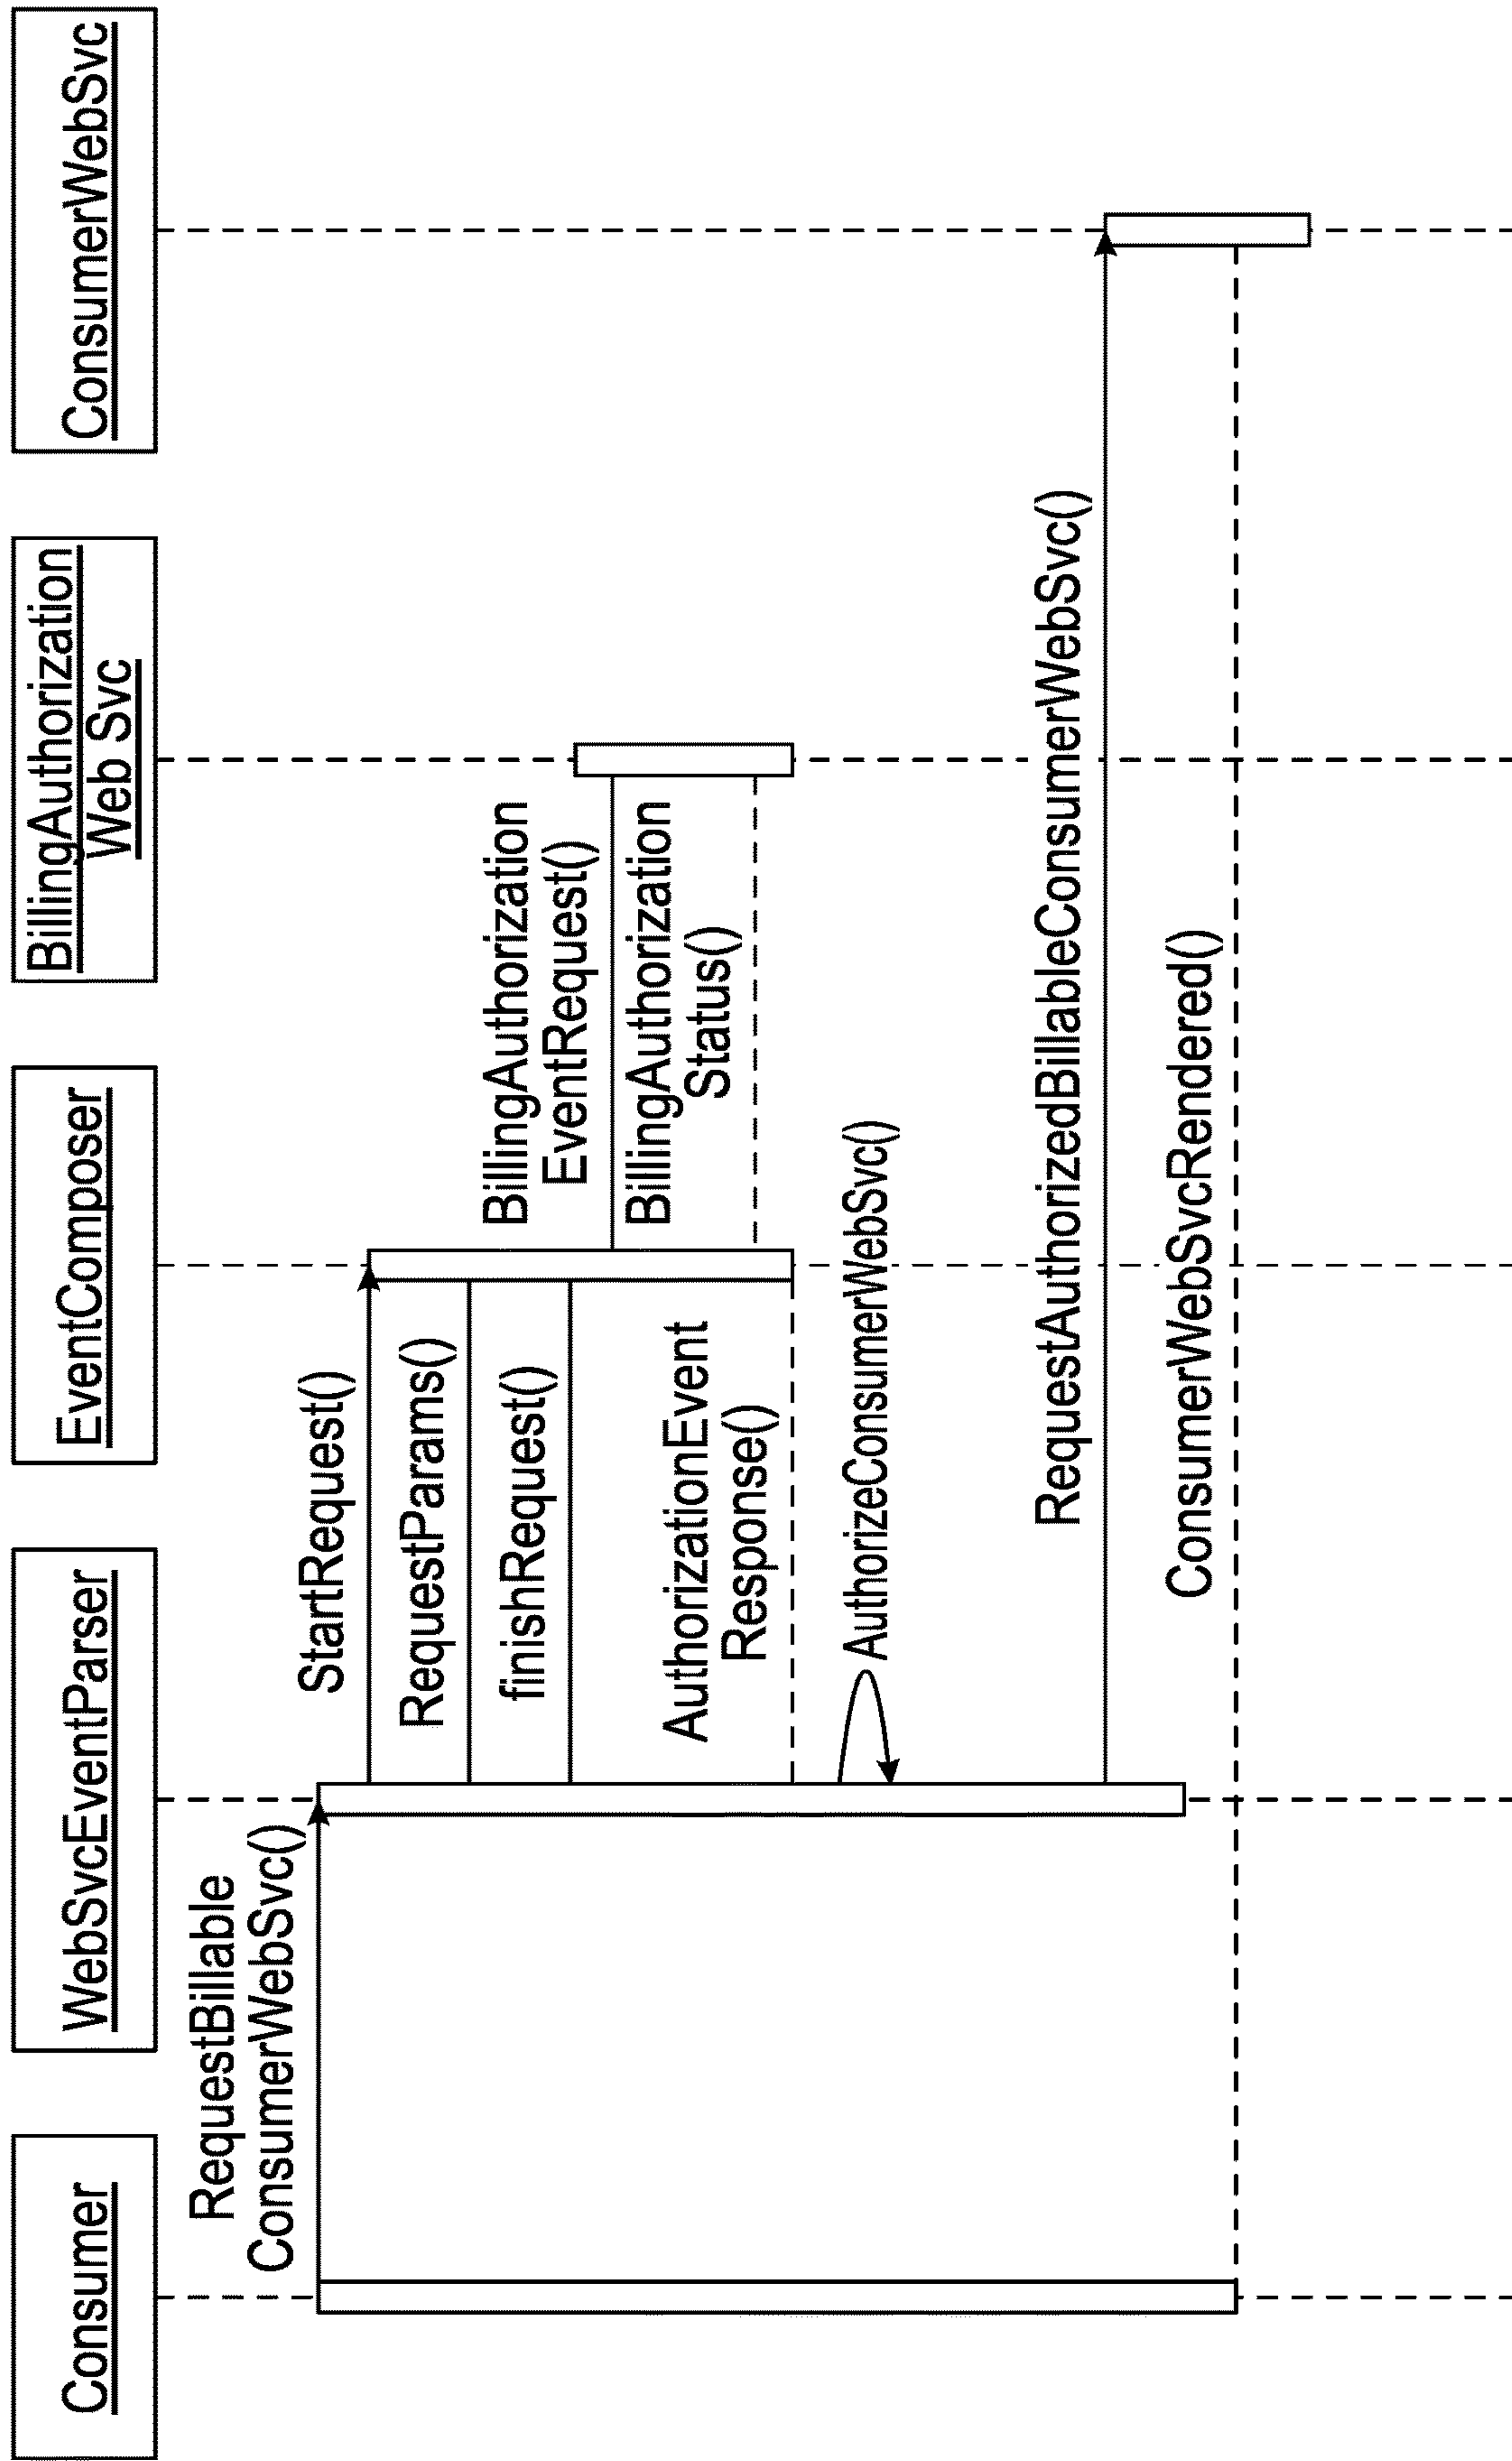 Consumer
WebSvcEventParser
EventComposer
BillingAuthorization
Web Svc
ConsumerWebSvc
RequestBillable
ConsumerWebSvc()
StartRequest()
RequestParams()
finishRequest()
BillingAuthorization
EventRequest()
BillingAuthorization
Status()
AuthorizationEvent
Response()
AuthorizeConsumerWebSvc()
RequestAuthorizedBillableConsumerWebSvc()
ConsumerWebSvcRendered()